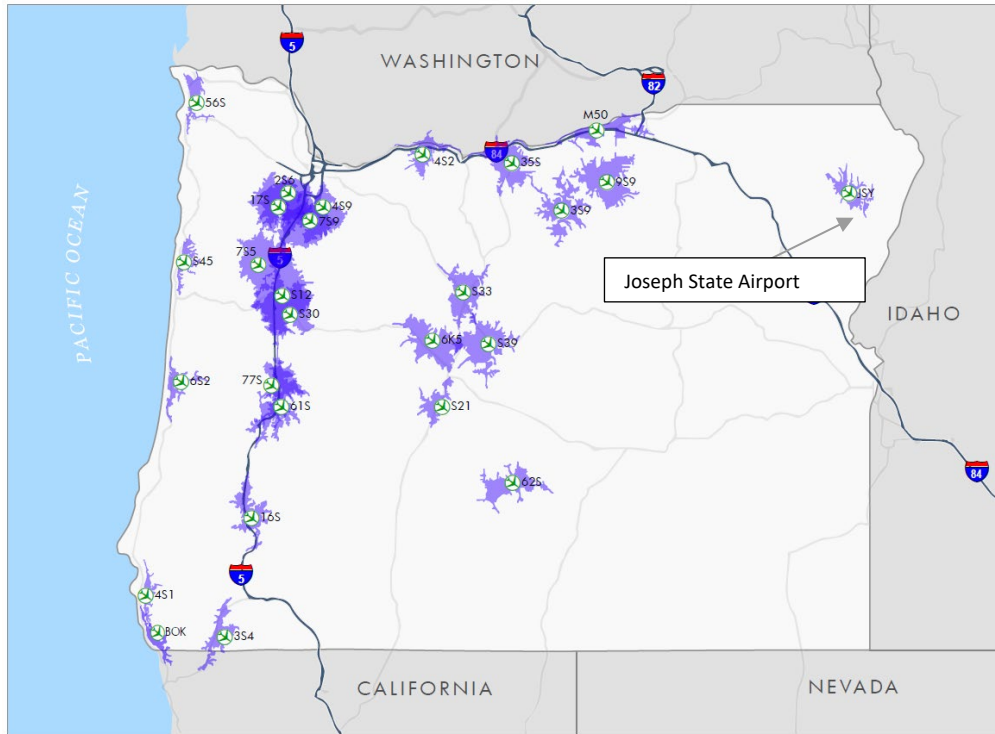 5
WASHINGTON
82
56S
M50
84
4S2
35S
2S6
9S9
JSY
17S
4S9
3S9
7S9
PACIFIC OCEAN
7S5
5
S45
Joseph State Airport
S12
S33
S30
IDAHO
6K5
S39
6S2
77S
61S
S21
84
62S
16S
5
4S1
BOK
3S4
CALIFORNIA
NEVADA